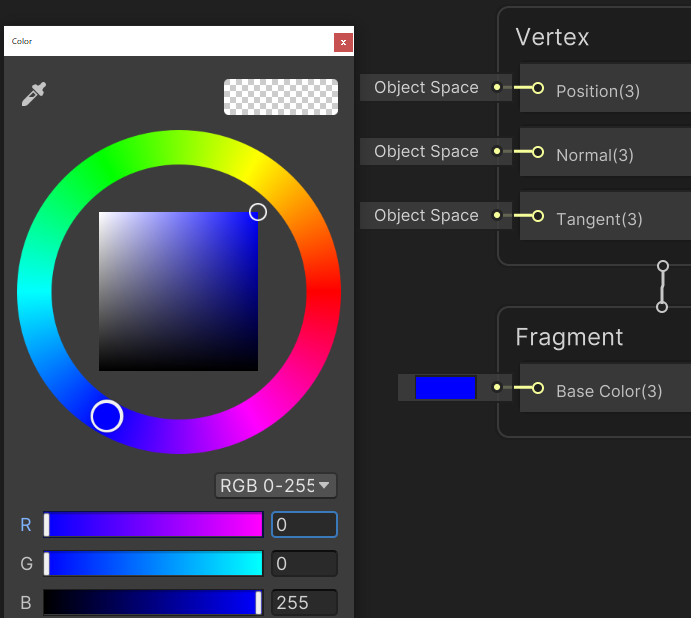 Color
x
RGB 0-255
R
0
G
0
B
255
Vertex
Object Space
Position(3)
Object Space
Normal(3)
Object Space
Tangent(3)
Fragment
Base Color(3)